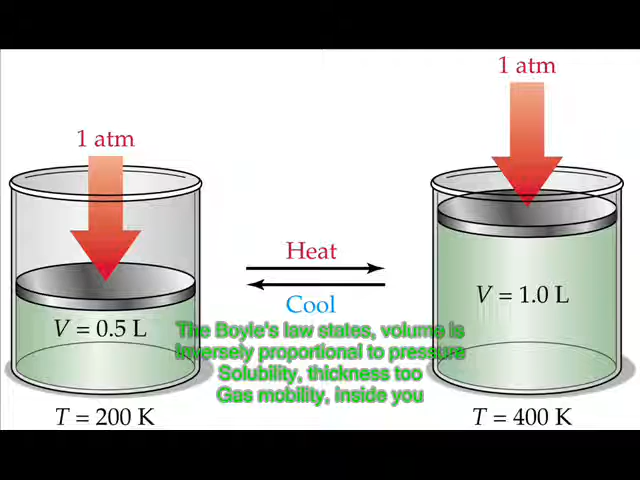 1 atm
1 atm
Heat
Cool
V = 0.5 L
V = 1.0 L
The Boyle's law states, volume is
inversely proportional to pressure
Solubility, thickness too
Gas mobility, inside you
T = 200 K
T = 400 K